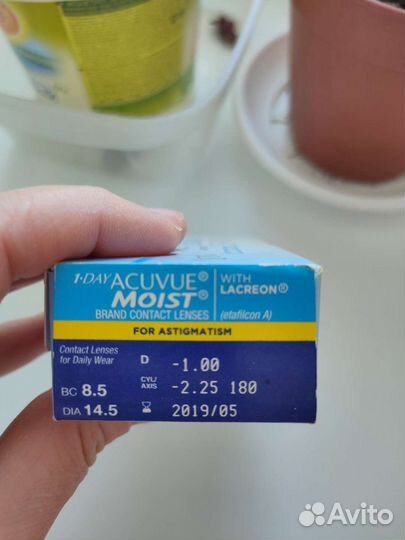 1·DAY ACUVUE®
MOIST®
BRAND CONTACT LENSES
WITH
LACREON®
(etafilcon A)
FOR ASTIGMATISM
Contact Lenses
for Daily Wear
D -1.00
CYL/
AXIS -2.25 180
BC 8.5
DIA 14.5
2019/05
Avito